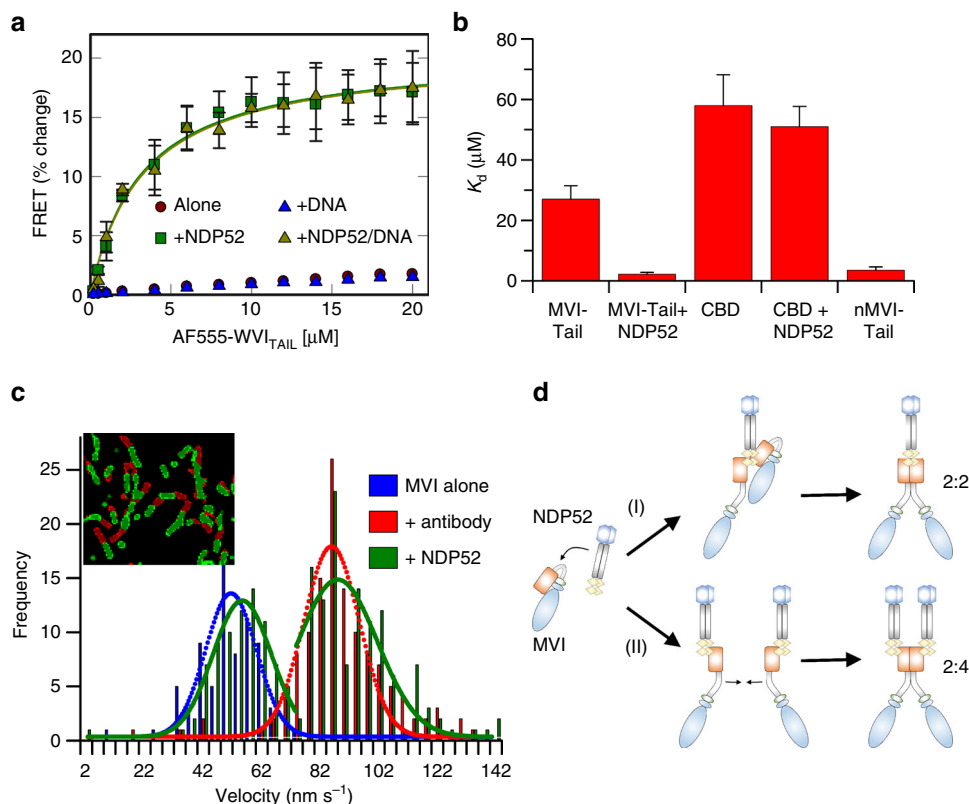 a
20
15
10
5
0
FRET (% change)
Alone
+DNA
+NDP52
+NDP52/DNA
0 5 10 15 20
AF555-WVI_TAIL [μM]
b
80
60
40
20
0
K_d (μM)
MVI-
Tail
MVI-Tail+
NDP52
CBD
CBD +
NDP52
nMVI-
Tail
c
25
20
15
10
5
0
Frequency
MVI alone
+ antibody
+ NDP52
2 22 42 62 82 102 122 142
Velocity (nm s⁻¹)
d
NDP52
MVI
(I)
2:2
(II)
2:4